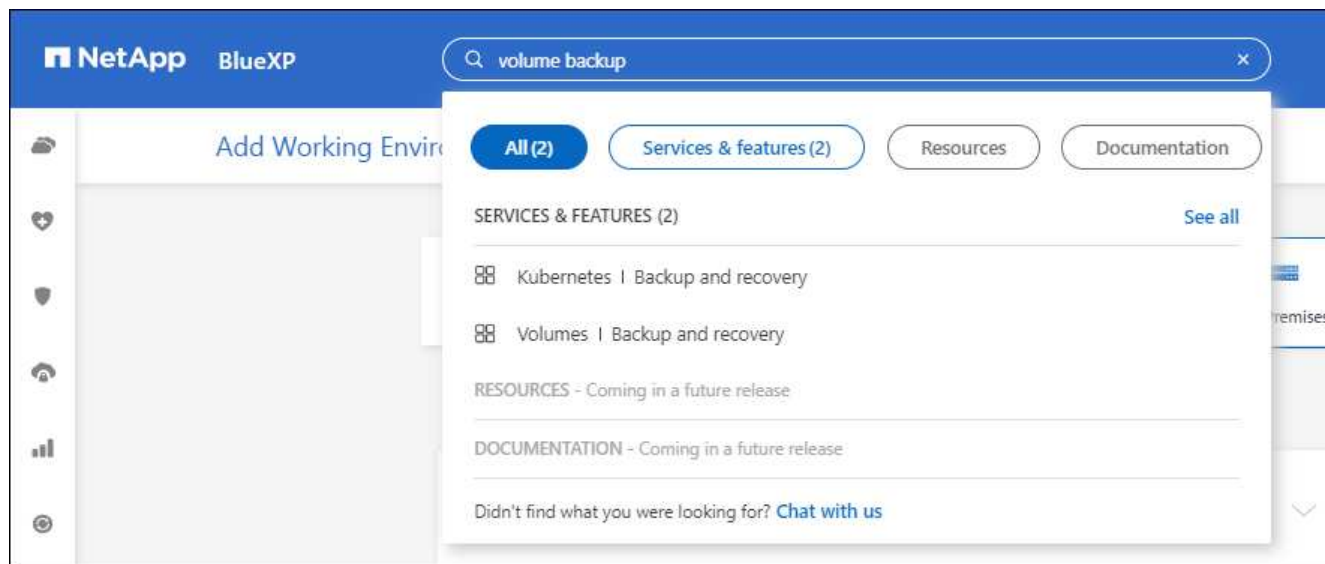 NetApp BlueXP volume backup ×
Add Working Enviro
All (2) Services & features (2) Resources Documentation
SERVICES & FEATURES (2) See all
Kubernetes | Backup and recovery
Volumes | Backup and recovery
remises
RESOURCES - Coming in a future release
DOCUMENTATION - Coming in a future release
Didn't find what you were looking for? Chat with us